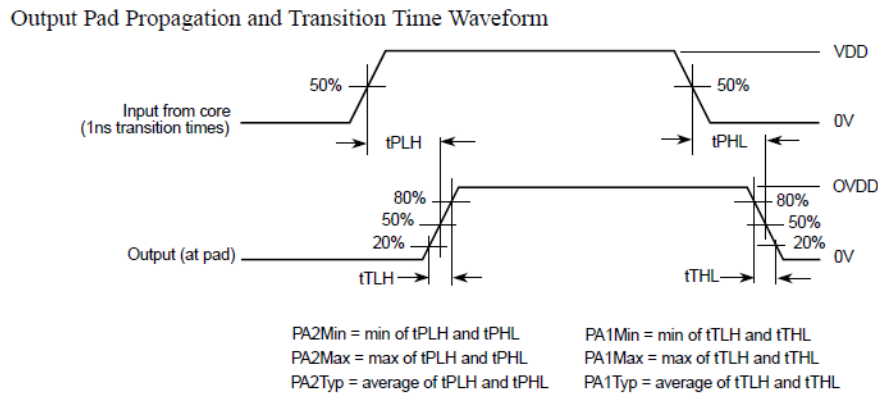 Output Pad Propagation and Transition Time Waveform
VDD
50%
50%
Input from core
(1ns transition times)
0V
tPLH
tPHL
OVDD
80%
80%
50%
50%
20%
20%
Output (at pad)
0V
tTLH
tTHL
PA2Min = min of tPLH and tPHL
PA2Max = max of tPLH and tPHL
PA2Typ = average of tPLH and tPHL
PA1Min = min of tTLH and tTHL
PA1Max = max of tTLH and tTHL
PA1Typ = average of tTLH and tTHL